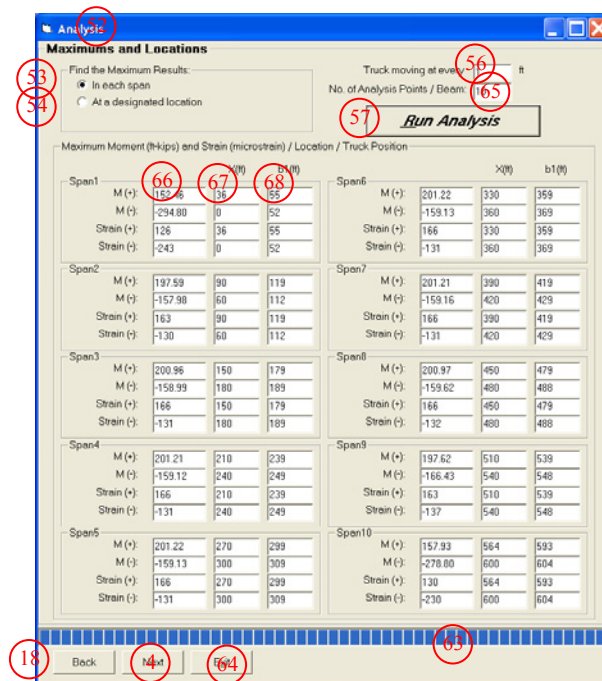 Analysis 52
Maximums and Locations
53 54
Find the Maximum Results:
In each span
At a designated location
Truck moving at every 56 ft
No. of Analysis Points / Beam: 65
57 Run Analysis
Maximum Moment (ft-kips) and Strain (microstrain) / Location / Truck Position
66 67 X(ft) 68 b1(ft)
Span1
M (+): 152.46 36 55
M (-): -294.80 0 52
Strain (+): 126 36 55
Strain (-): -243 0 52
Span2
M (+): 197.59 90 119
M (-): -157.98 60 112
Strain (+): 163 90 119
Strain (-): -130 60 112
Span3
M (+): 200.96 150 179
M (-): -158.99 180 189
Strain (+): 166 150 179
Strain (-): -131 180 189
Span4
M (+): 201.21 210 239
M (-): -159.12 240 249
Strain (+): 166 210 239
Strain (-): -131 240 249
Span5
M (+): 201.22 270 299
M (-): -159.13 300 309
Strain (+): 166 270 299
Strain (-): -131 300 309
X(ft) b1(ft)
Span6
M (+): 201.22 330 359
M (-): -159.13 360 369
Strain (+): 166 330 359
Strain (-): -131 360 369
Span7
M (+): 201.21 390 419
M (-): -159.16 420 429
Strain (+): 166 390 419
Strain (-): -131 420 429
Span8
M (+): 200.97 450 479
M (-): -159.62 480 488
Strain (+): 166 450 479
Strain (-): -132 480 488
Span9
M (+): 197.62 510 539
M (-): -166.43 540 548
Strain (+): 163 510 539
Strain (-): -137 540 548
Span10
M (+): 157.93 564 593
M (-): -278.80 600 604
Strain (+): 130 564 593
Strain (-): -230 600 604
63
18 Back Next 4 64